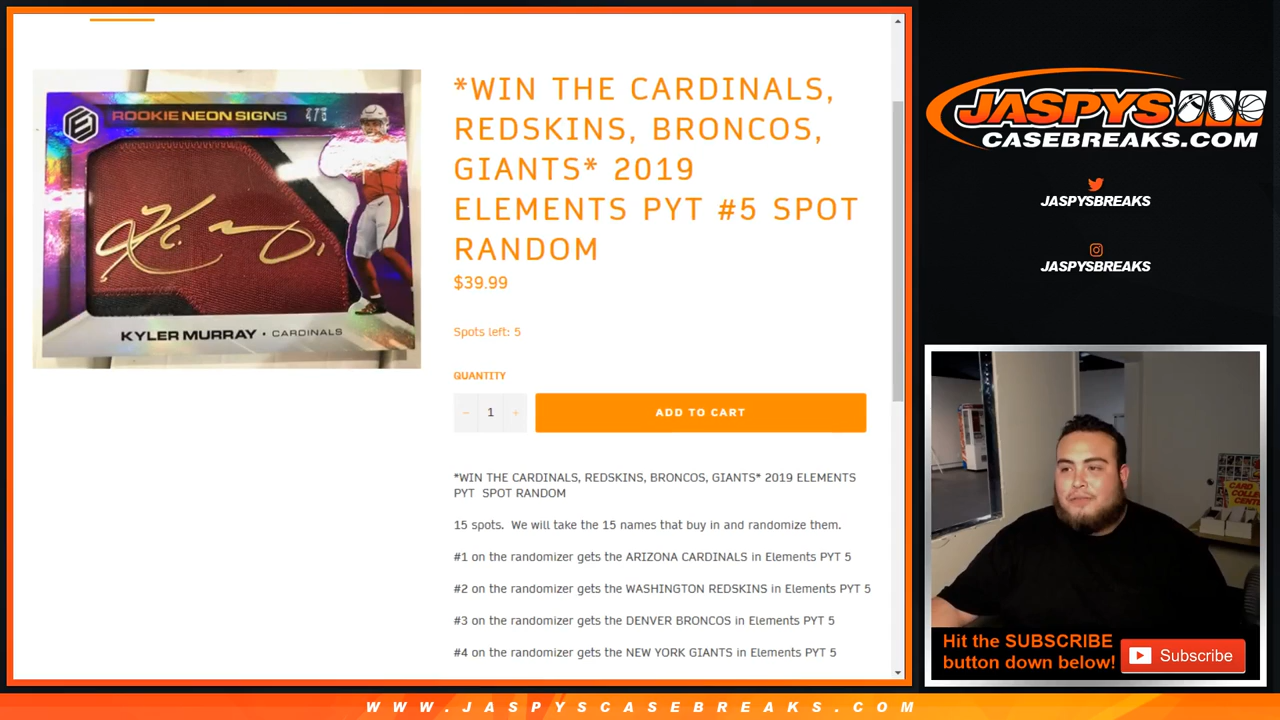 ROOKIE NEON SIGNS 4/5
KYLER MURRAY • CARDINALS
*WIN THE CARDINALS,
REDSKINS, BRONCOS,
GIANTS* 2019
ELEMENTS PYT #5 SPOT
RANDOM
$39.99
Spots left: 5
QUANTITY
− 1 +
ADD TO CART
*WIN THE CARDINALS, REDSKINS, BRONCOS, GIANTS* 2019 ELEMENTS
PYT SPOT RANDOM
15 spots. We will take the 15 names that buy in and randomize them.
#1 on the randomizer gets the ARIZONA CARDINALS in Elements PYT 5
#2 on the randomizer gets the WASHINGTON REDSKINS in Elements PYT 5
#3 on the randomizer gets the DENVER BRONCOS in Elements PYT 5
#4 on the randomizer gets the NEW YORK GIANTS in Elements PYT 5
JASPYS
CASEBREAKS.COM
JASPYSBREAKS
JASPYSBREAKS
Hit the SUBSCRIBE
button down below!
Subscribe
WWW.JASPYSCASEBREAKS.COM